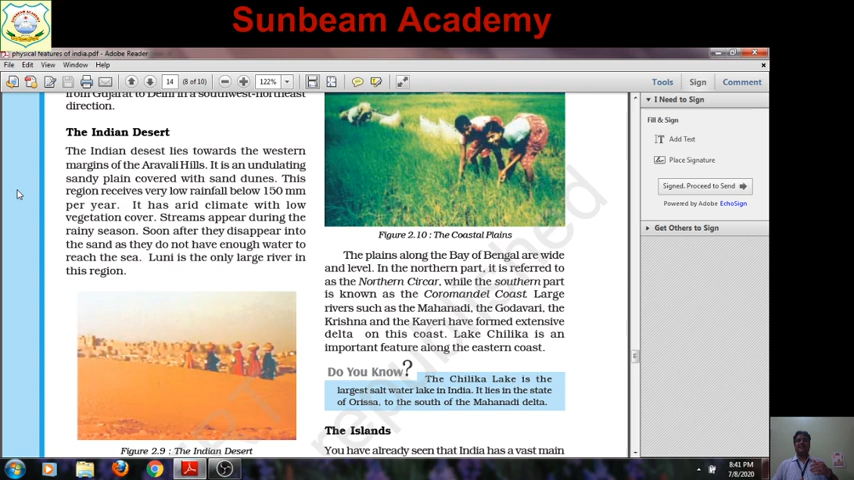 Sunbeam Academy
physical features of india.pdf - Adobe Reader
File Edit View Window Help
14 (8 of 10) 122%
Tools Sign Comment
from Gujarat to Delhi in a southwest-northeast
direction.
The Indian Desert
The Indian desest lies towards the western
margins of the Aravali Hills. It is an undulating
sandy plain covered with sand dunes. This
region receives very low rainfall below 150 mm
per year. It has arid climate with low
vegetation cover. Streams appear during the
rainy season. Soon after they disappear into
the sand as they do not have enough water to
reach the sea. Luni is the only large river in
this region.
Figure 2.9 : The Indian Desert
Figure 2.10 : The Coastal Plains
The plains along the Bay of Bengal are wide
and level. In the northern part, it is referred to
as the Northern Circar, while the southern part
is known as the Coromandel Coast. Large
rivers such as the Mahanadi, the Godavari, the
Krishna and the Kaveri have formed extensive
delta on this coast. Lake Chilika is an
important feature along the eastern coast.
Do You Know?
The Chilika Lake is the
largest salt water lake in India. It lies in the state
of Orissa, to the south of the Mahanadi delta.
The Islands
You have already seen that India has a vast main
republished
I Need to Sign
Fill & Sign
Add Text
Place Signature
Signed. Proceed to Send
Powered by Adobe EchoSign
Get Others to Sign
8:41 PM
7/8/2020